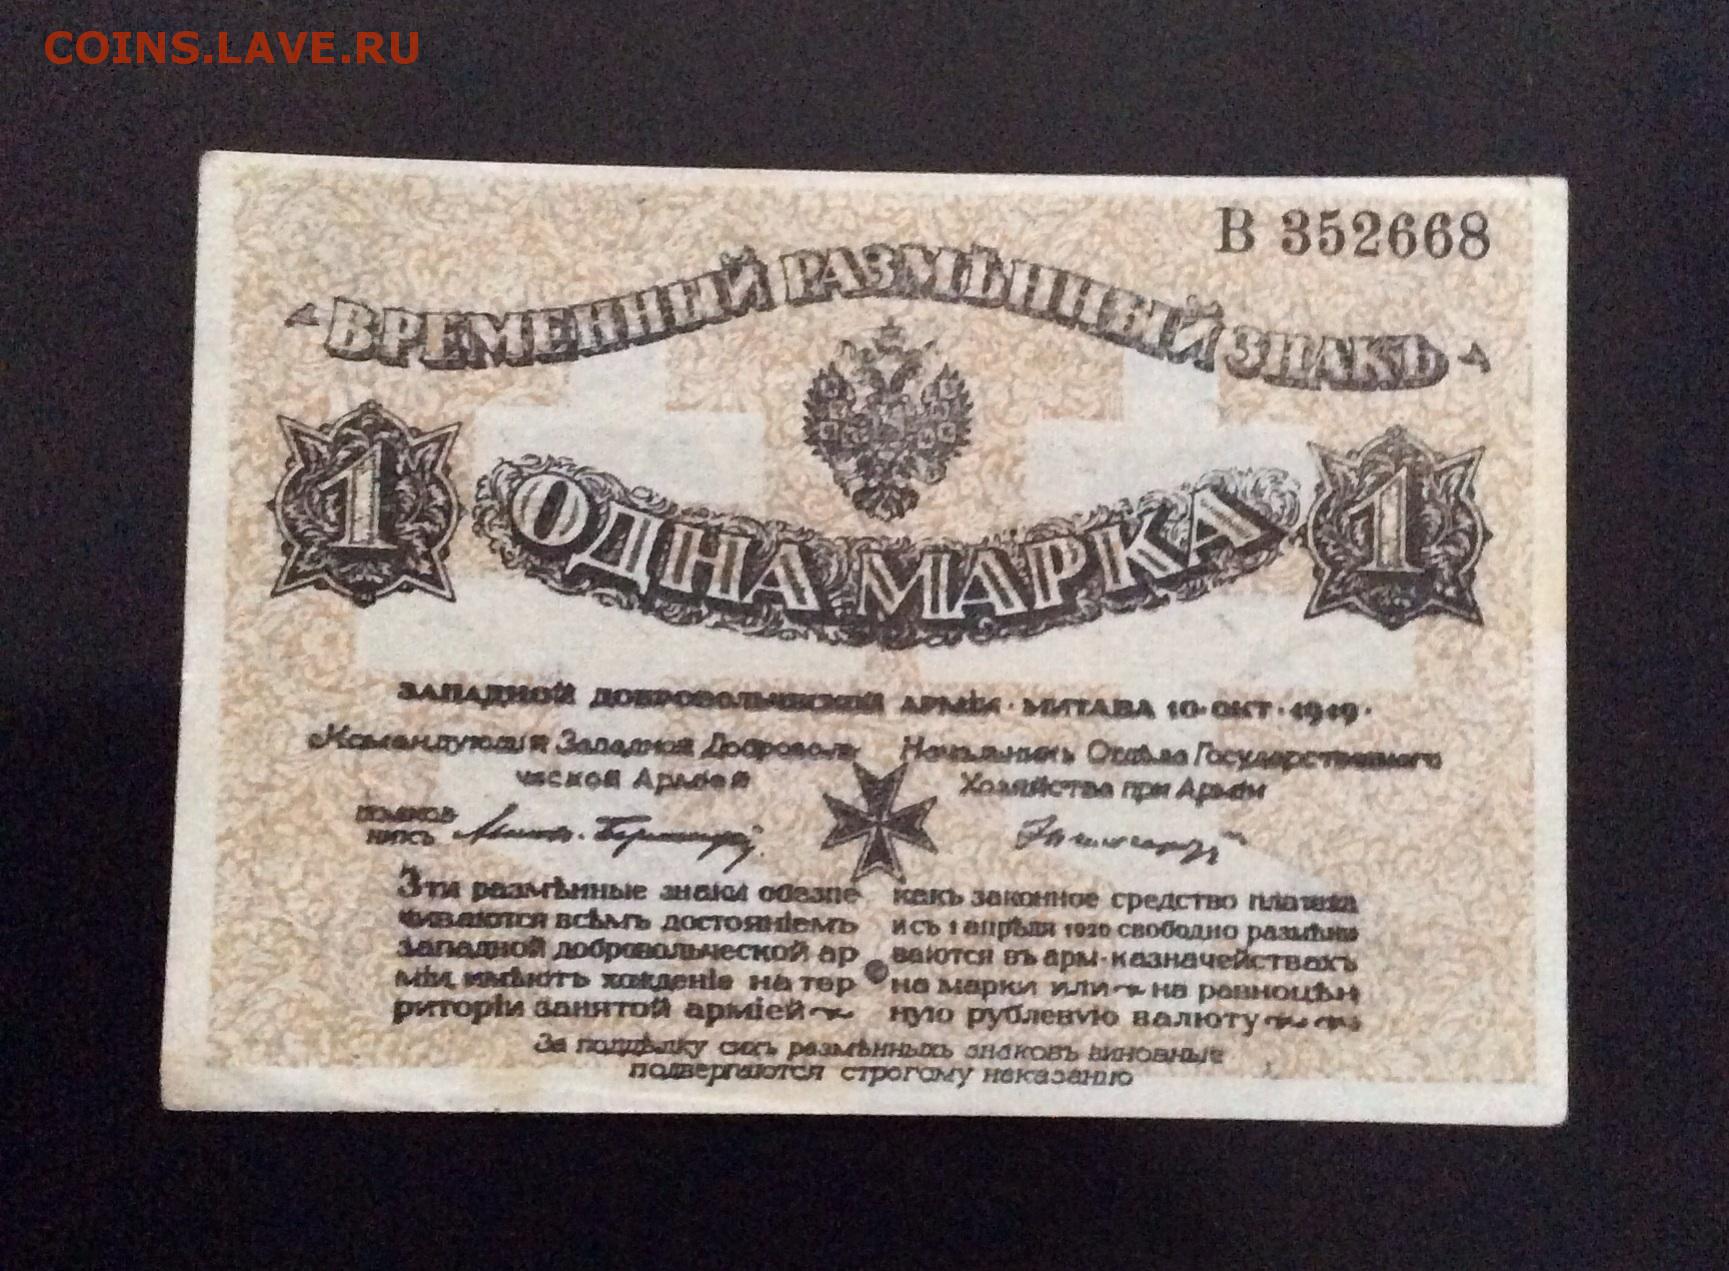 COINS.LAVE.RU
В 352668
ВРЕМЕННЫЙ РАЗМѢННЫЙ ЗНАКЪ
1 ОДНА МАРКА 1
ЗАПАДНОЙ ДОБРОВОЛЬЧЕСКОЙ АРМІИ · МИТАВА 10 · ОКТ · 1919 ·
Командующій Западной Доброволь
ческой Арміей
Полков
никъ
Начальникъ Отдѣла Государственного
Хозяйства при Арміи
Эти размѣнные знаки обезпе
чиваются всѣмъ достояніемъ
западной добровольческой ар
міи, имѣютъ хожденіе на тер
риторіи занятой арміей
какъ законное средство платежа
и съ 1 апрѣля 1920 свободно размѣни
ваются въ арм. казначействахъ
на марки или на равноцѣн
ную рублевую валюту
За поддѣлку сихъ размѣнныхъ знаковъ виновные
подвергаются строгому наказанію